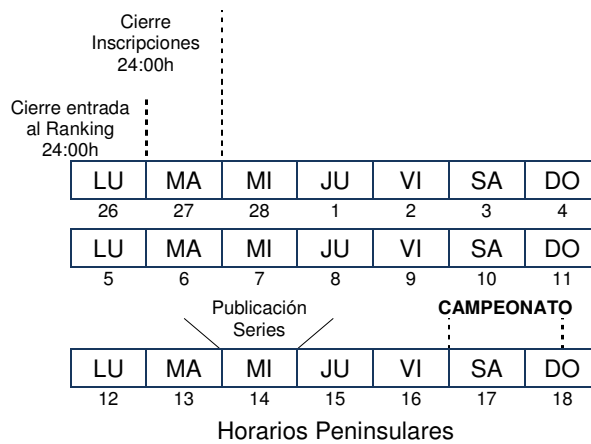 Cierre
Inscripciones
24:00h
Cierre entrada
al Ranking
24:00h
LU MA MI JU VI SA DO
26 27 28 1 2 3 4
LU MA MI JU VI SA DO
5 6 7 8 9 10 11
Publicación
Series
CAMPEONATO
LU MA MI JU VI SA DO
12 13 14 15 16 17 18
Horarios Peninsulares